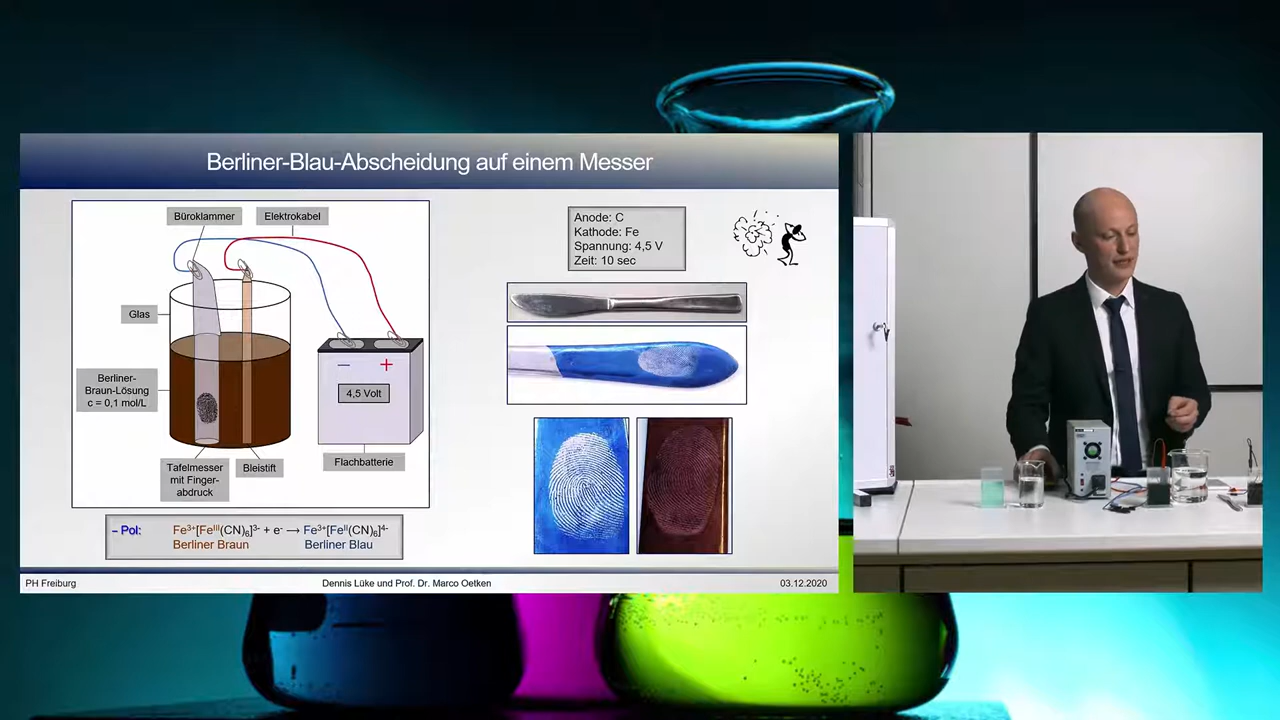 Berliner-Blau-Abscheidung auf einem Messer
Büroklammer
Elektrokabel
Glas
Berliner-
Braun-Lösung
c = 0,1 mol/L
4,5 Volt
Tafelmesser
mit Finger-
abdruck
Bleistift
Flachbatterie
– Pol: Fe³⁺[Feᴵᴵᴵ(CN)₆]³⁻ + e⁻ → Fe³⁺[Feᴵᴵ(CN)₆]⁴⁻
Berliner Braun Berliner Blau
Anode: C
Kathode: Fe
Spannung: 4,5 V
Zeit: 10 sec
PH Freiburg
Dennis Lüke und Prof. Dr. Marco Oetken
03.12.2020